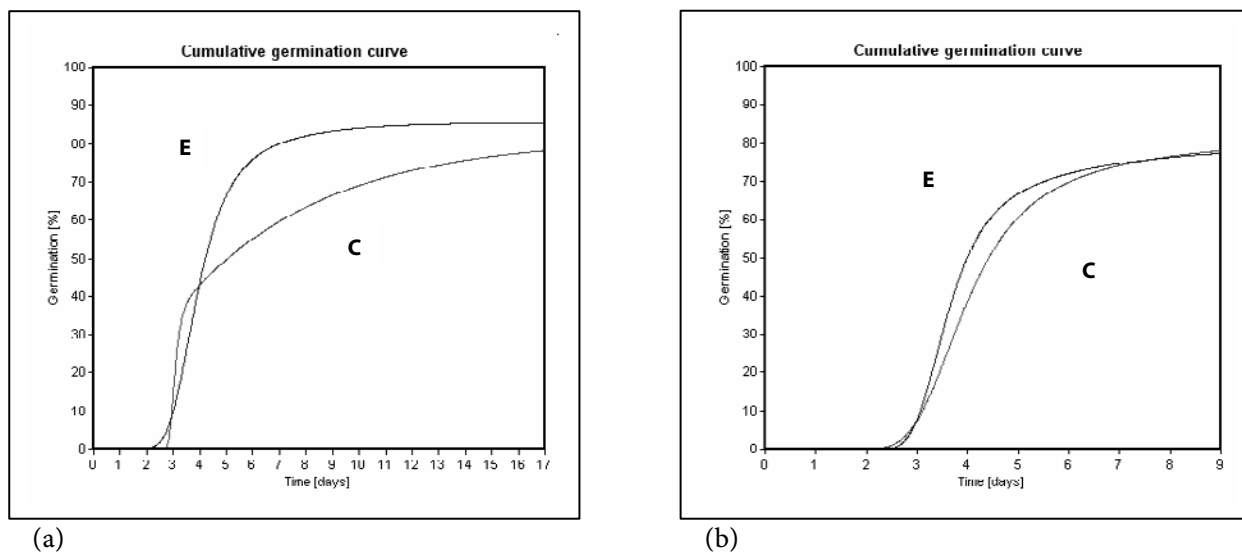 Cumulative germination curve
100
90
E
00
70
60
C
50
40
30
20
10
0
Germination [%]
0 1 2 3 4 5 6 7 8 9 10 11 12 13 14 15 16 17
Time [days]
(a)
Cumulative germination curve
100
90
80
E
70
60
C
50
40
30
20
10
0
Germination [%]
0 1 2 3 4 5 6 7 8 9
Time [days]
(b)